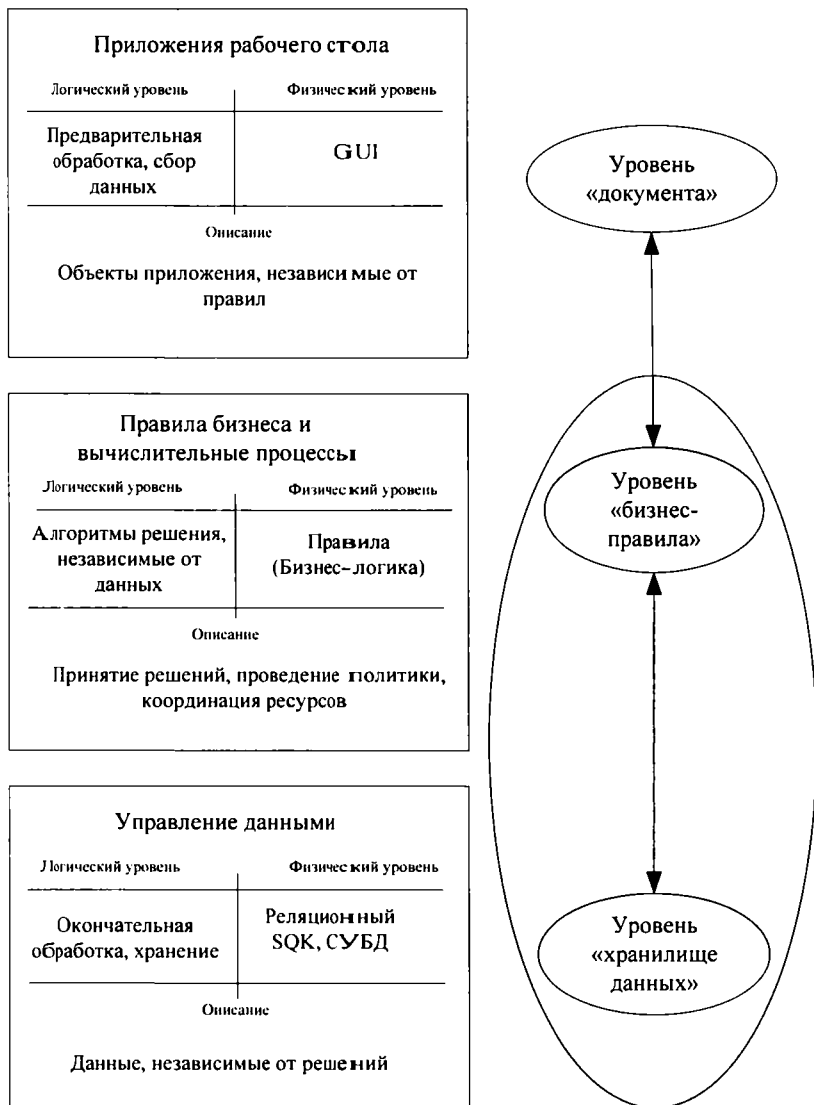 Приложения рабочего стола
Логический уровень
Физический уровень
Предварительная
обработка, сбор
данных
GUI
Описание
Объекты приложения, независимые от
правил
Уровень
«документа»
Правила бизнеса и
вычислительные процессы
Логический уровень
Физический уровень
Алгоритмы решения,
независимые от
данных
Правила
(Бизнес-логика)
Описание
Принятие решений, проведение политики,
координация ресурсов
Уровень
«бизнес-
правила»
Управление данными
Логический уровень
Физический уровень
Окончательная
обработка, хранение
Реляционный
SQK, СУБД
Описание
Данные, независимые от решений
Уровень
«хранилище
данных»